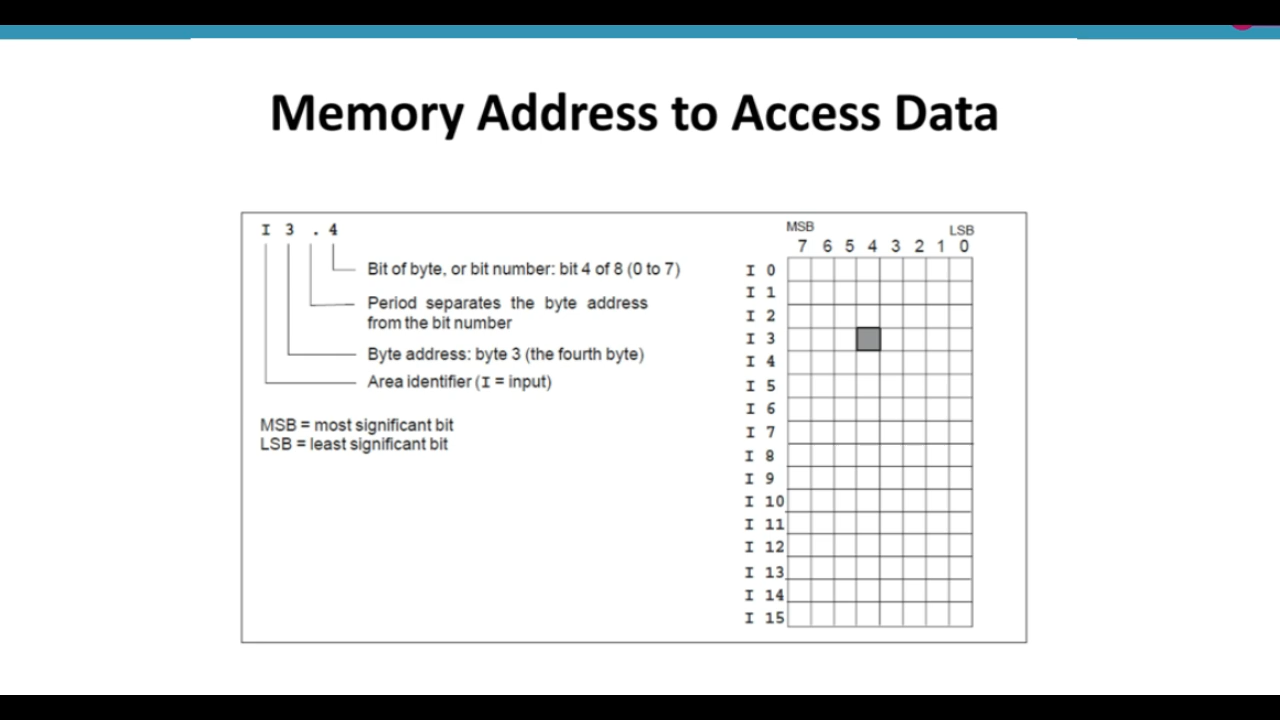 Memory Address to Access Data
I 3 . 4
Bit of byte, or bit number: bit 4 of 8 (0 to 7)
Period separates the byte address
from the bit number
Byte address: byte 3 (the fourth byte)
Area identifier (I = input)
MSB = most significant bit
LSB = least significant bit
MSB LSB
7 6 5 4 3 2 1 0
I 0
I 1
I 2
I 3
I 4
I 5
I 6
I 7
I 8
I 9
I 10
I 11
I 12
I 13
I 14
I 15